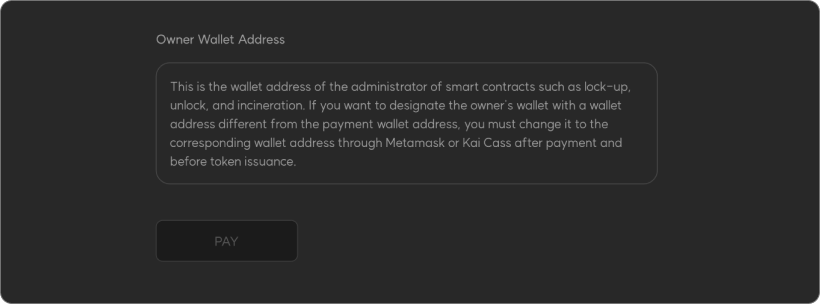 Owner Wallet Address
This is the wallet address of the administrator of smart contracts such as lock-up,
unlock, and incineration. If you want to designate the owner's wallet with a wallet
address different from the payment wallet address, you must change it to the
corresponding wallet address through Metamask or Kai Cass after payment and
before token issuance.
PAY